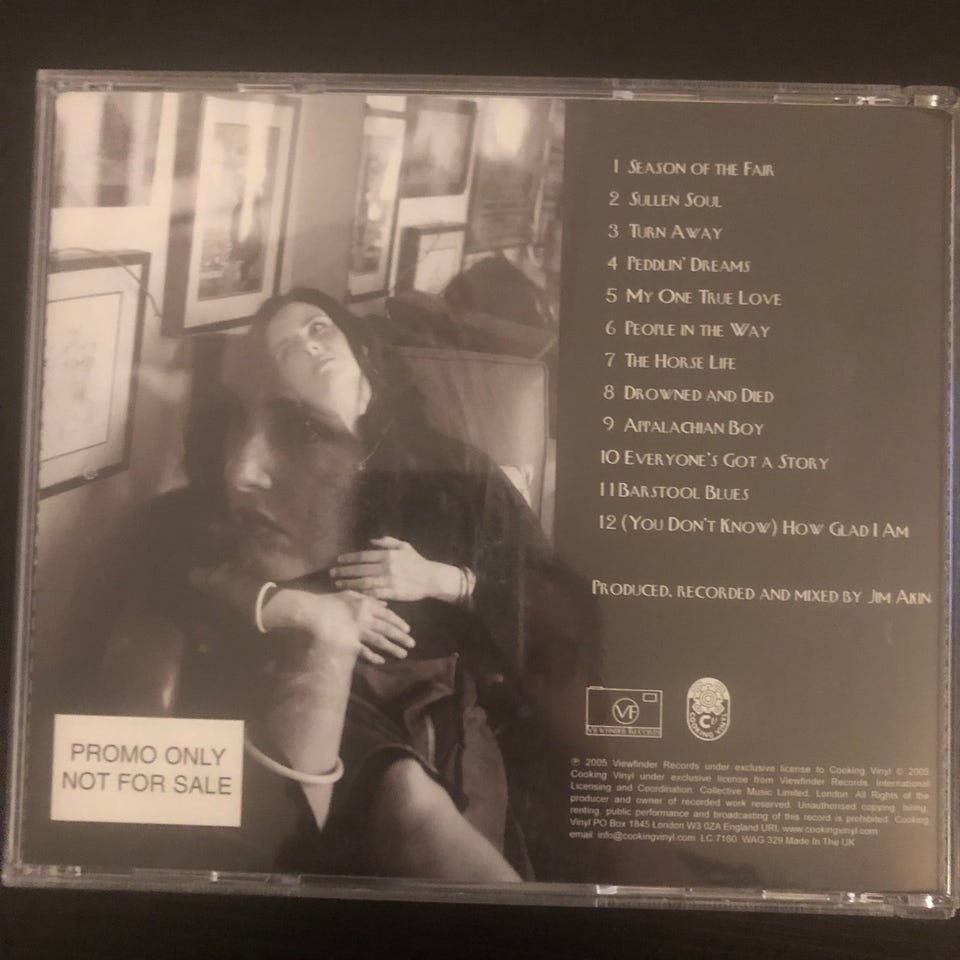 1 SEASON OF THE FAIR
2 SULLEN SOUL
3 TURN AWAY
4 PEDDLIN' DREAMS
5 MY ONE TRUE LOVE
6 PEOPLE IN THE WAY
7 THE HORSE LIFE
8 DROWNED AND DIED
9 APPALACHIAN BOY
10 EVERYONE'S GOT A STORY
11 BARSTOOL BLUES
12 (YOU DON'T KNOW) HOW GLAD I AM
PRODUCED, RECORDED AND MIXED BY JIM AKIN
VF
VIEWFINDER RECORDS
COOKING VINYL
PROMO ONLY
NOT FOR SALE
℗ 2005 Viewfinder Records under exclusive license to Cooking Vinyl © 2005
Cooking Vinyl under exclusive license from Viewfinder Records. International
Licensing and Coordination: Collective Music Limited, London. All Rights of the
producer and owner of recorded work reserved. Unauthorised copying, hiring,
renting, public performance and broadcasting of this record is prohibited. Cooking
Vinyl PO Box 1845 London W3 0ZA England URL www.cookingvinyl.com
email: info@cookingvinyl.com LC 7180 WAG 329 Made In The UK